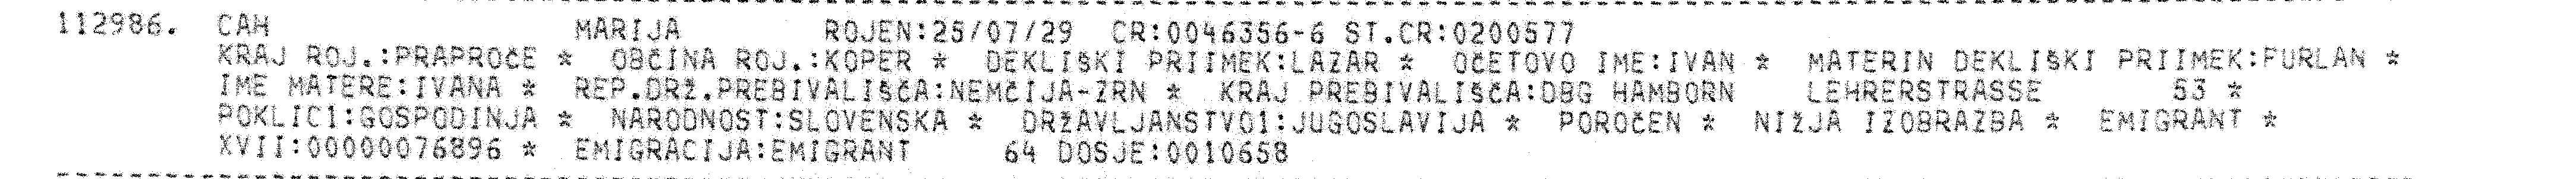 112986. CAH MARIJA ROJEN:25/07/29 CR:0046356-6 ST.CR:0200577
KRAJ ROJ.:PRAPROČE * OBČINA ROJ.:KOPER * DEKLIŠKI PRIIMEK:LAZAR * OČETOVO IME:IVAN * MATERIN DEKLIŠKI PRIIMEK:FURLAN *
IME MATERE:IVANA * REP.DRŽ.PREBIVALIŠČA:NEMČIJA-ZRN * KRAJ PREBIVALIŠČA:DBG HAMBORN LEHRERSTRASSE 53 *
POKLIC1:GOSPODINJA * NARODNOST:SLOVENSKA * DRŽAVLJANSTVO1:JUGOSLAVIJA * POROČEN * NIŽJA IZOBRAZBA * EMIGRANT *
XVII:00000076896 * EMIGRACIJA:EMIGRANT 64 DOSJE:0010658